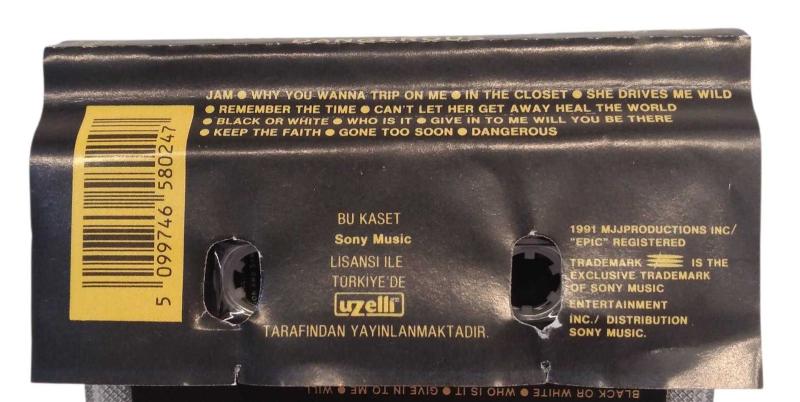 DANGEROUS
JAM ● WHY YOU WANNA TRIP ON ME ● IN THE CLOSET ● SHE DRIVES ME WILD
● REMEMBER THE TIME ● CAN'T LET HER GET AWAY HEAL THE WORLD
● BLACK OR WHITE ● WHO IS IT ● GIVE IN TO ME WILL YOU BE THERE
● KEEP THE FAITH ● GONE TOO SOON ● DANGEROUS
5 099746 580247
BU KASET
Sony Music
LISANSI ILE
TÜRKİYE'DE
uzelli
TARAFINDAN YAYINLANMAKTADIR.
1991 MJJPRODUCTIONS INC/
"EPIC" REGISTERED
TRADEMARK IS THE
EXCLUSIVE TRADEMARK
OF SONY MUSIC
ENTERTAINMENT
INC./ DISTRIBUTION
SONY MUSIC.
BLACK OR WHITE ● WHO IS IT ● GIVE IN TO ME ● WILL